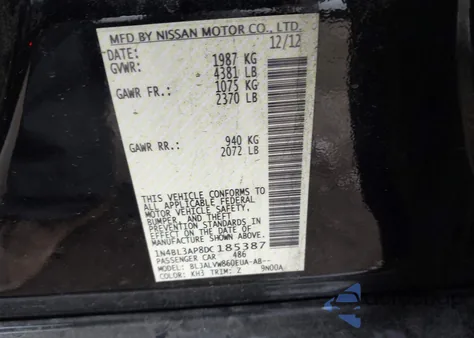 MFD BY NISSAN MOTOR CO., LTD.
DATE: 12/12
GVWR: 1987 KG
4381 LB
GAWR FR.: 1075 KG
2370 LB
GAWR RR.: 940 KG
2072 LB
THIS VEHICLE CONFORMS TO
ALL APPLICABLE FEDERAL
MOTOR VEHICLE SAFETY,
BUMPER, AND THEFT
PREVENTION STANDARDS IN
EFFECT ON THE DATE OF
MANUFACTURE SHOWN ABOVE.
1N4BL3AP8DC185387
PASSENGER CAR 486
MODEL: BL3ALVW860EUA-AB--
COLOR: KH3 TRIM: Z 9N00A